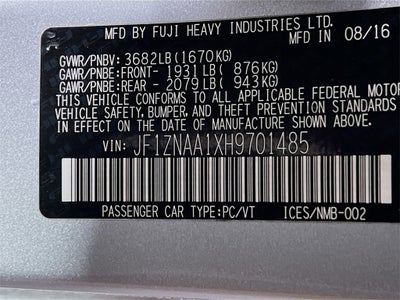 MFD BY FUJI HEAVY INDUSTRIES LTD.
IN 08/16
GVWR/PNBV: 3682LB(1670KG)
GAWR/PNBE:FRONT- 1931LB( 876KG)
GAWR/PNBE:REAR - 2079LB( 943KG)
THIS VEHICLE CONFORMS TO ALL APPLICABLE FEDERAL MOTOR
VEHICLE SAFETY, BUMPER, AND THEFT PREVENTION STANDARDS
IN EFFECT ON THE DATE OF MANUFACTURE SHOWN ABOVE.
VIN: JF1ZNAA1XH9701485
PASSENGER CAR TYPE:PC/VT ICES/NMB-002